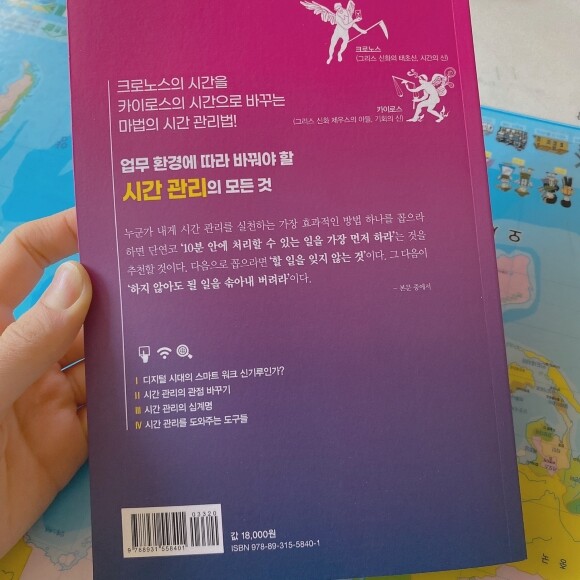 크로노스
(그리스 신화의 태초신, 시간의 신)
카이로스
(그리스 신화 제우스의 아들, 기회의 신)
크로노스의 시간을
카이로스의 시간으로 바꾸는
마법의 시간 관리법!
업무 환경에 따라 바꿔야 할
시간 관리의 모든 것
누군가 내게 시간 관리를 실천하는 가장 효과적인 방법 하나를 꼽으라
하면 단연코 '10분 안에 처리할 수 있는 일을 가장 먼저 하라'는 것을
추천할 것이다. 다음으로 꼽으라면 '할 일을 잊지 않는 것'이다. 그 다음이
'하지 않아도 될 일을 솎아내 버려라'이다.
- 본문 중에서
I 디지털 시대의 스마트 워크 신기루인가?
II 시간 관리의 관점 바꾸기
III 시간 관리의 십계명
IV 시간 관리를 도와주는 도구들
03320
9 788931 558401
값 18,000원
ISBN 978-89-315-5840-1